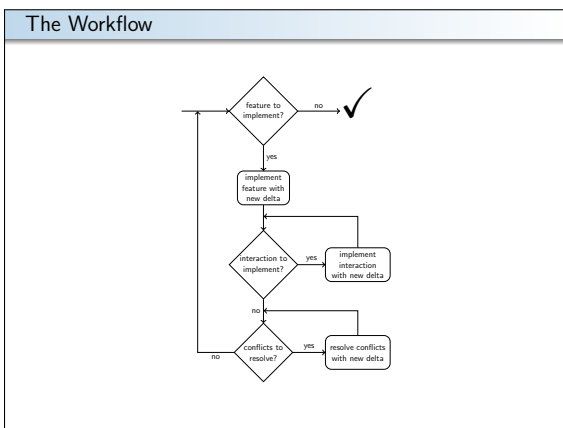 The Workflow
feature to
implement?
no
yes
implement
feature with
new delta
interaction to
implement?
yes
implement
interaction
with new delta
no
conflicts to
resolve?
yes
resolve conflicts
with new delta
no